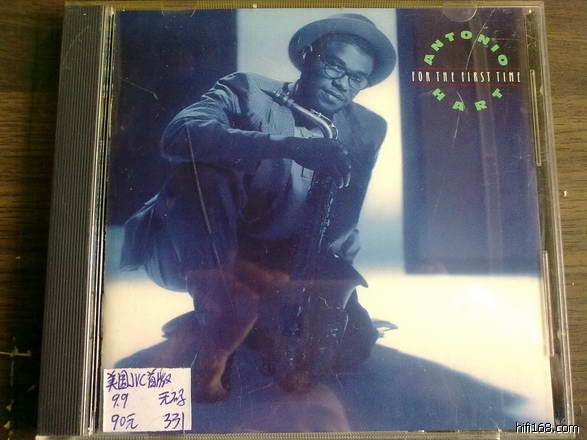 ANTONIO
FOR THE FIRST TIME
HART
美国JVC首版
99 无码
90元 331
hifi168.com